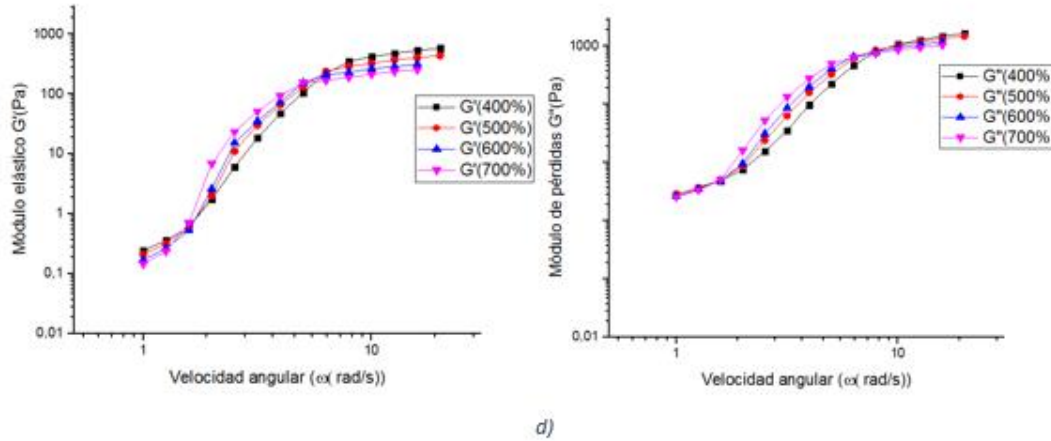 1000
100
10
1
0.1
0.01
Módulo elástico G'(Pa)
G'(400%)
G'(500%)
G'(600%)
G'(700%)
1
10
Velocidad angular (ω( rad/s))
1000
0.01
Módulo de pérdidas G''(Pa)
G''(400%
G''(500%
G''(600%
G''(700%
1
10
Velocidad angular (ω( rad/s))
d)